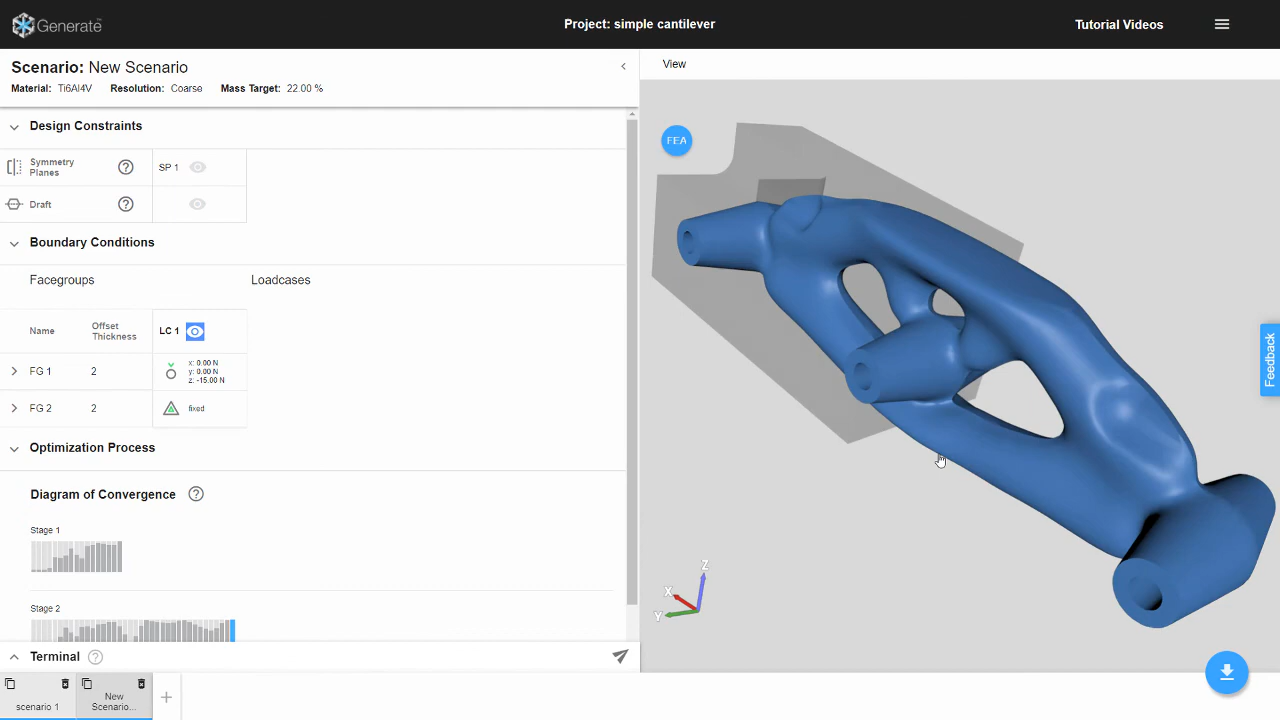 Generate
Project: simple cantilever
Tutorial Videos
Scenario: New Scenario
Material: Ti6Al4V Resolution: Coarse Mass Target: 22.00 %
View
Design Constraints
Symmetry
Planes
SP 1
Draft
Boundary Conditions
Facegroups Loadcases
Name
Offset
Thickness
LC 1
FG 1 2
x: 0.00 N
y: 0.00 N
z: -15.00 N
FG 2 2 fixed
Optimization Process
Diagram of Convergence
Stage 1
Stage 2
Terminal
scenario 1
New
Scenario...
FEA
Feedback
Z
X
Y